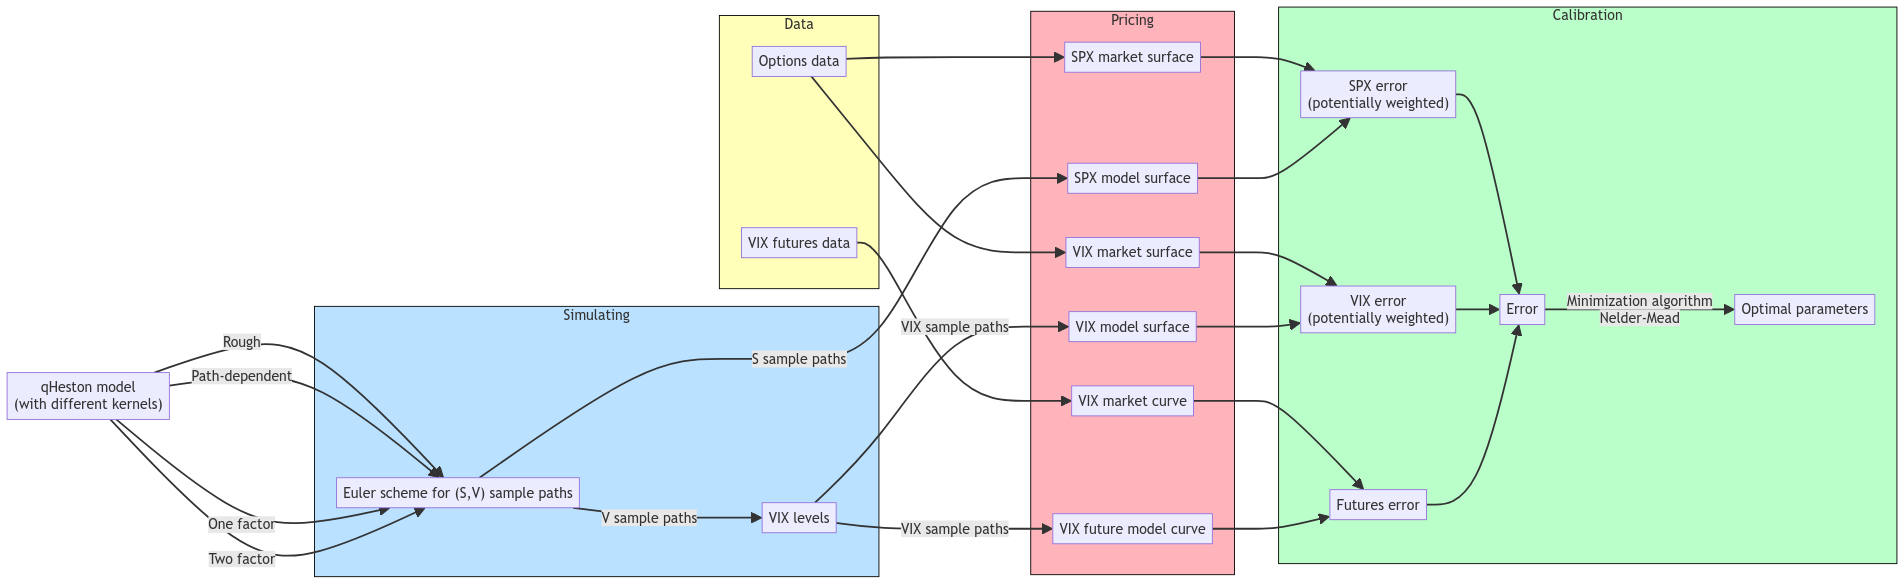 Data
Options data
VIX futures data
Pricing
SPX market surface
SPX model surface
VIX market surface
VIX model surface
VIX market curve
VIX future model curve
Calibration
SPX error
(potentially weighted)
VIX error
(potentially weighted)
Futures error
Error
Minimization algorithm
Nelder-Mead
Optimal parameters
Simulating
qHeston model
(with different kernels)
Rough
Path-dependent
One factor
Two factor
Euler scheme for (S,V) sample paths
S sample paths
V sample paths
VIX levels
VIX sample paths
VIX sample paths